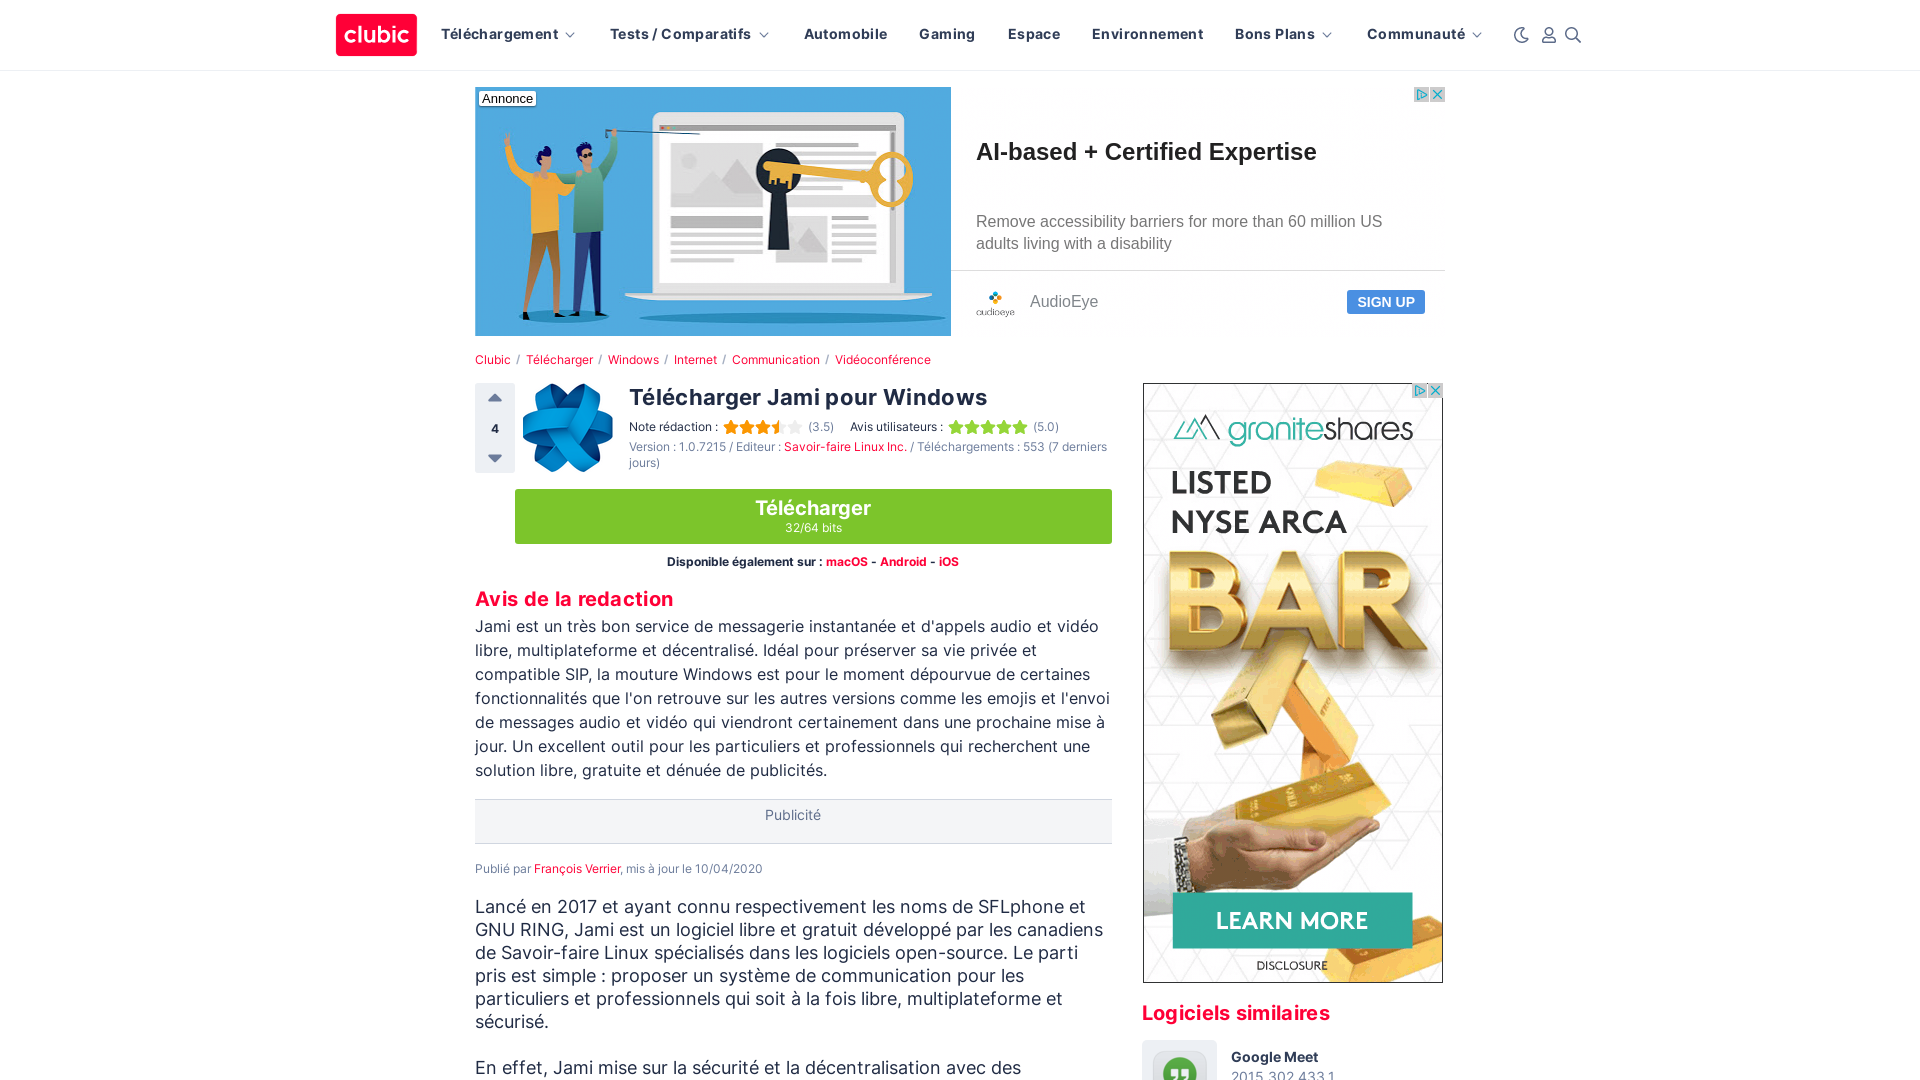 clubic
Téléchargement
Tests / Comparatifs
Automobile
Gaming
Espace
Environnement
Bons Plans
Communauté
Annonce
AI-based + Certified Expertise
Remove accessibility barriers for more than 60 million US
adults living with a disability
audioeye
AudioEye
SIGN UP
Clubic / Télécharger / Windows / Internet / Communication / Vidéoconférence
4
Télécharger Jami pour Windows
Note rédaction : (3.5) Avis utilisateurs : (5.0)
Version : 1.0.7215 / Editeur : Savoir-faire Linux Inc. / Téléchargements : 553 (7 derniers
jours)
Télécharger
32/64 bits
Disponible également sur : macOS - Android - iOS
Avis de la redaction
Jami est un très bon service de messagerie instantanée et d'appels audio et vidéo
libre, multiplateforme et décentralisé. Idéal pour préserver sa vie privée et
compatible SIP, la mouture Windows est pour le moment dépourvue de certaines
fonctionnalités que l'on retrouve sur les autres versions comme les emojis et l'envoi
de messages audio et vidéo qui viendront certainement dans une prochaine mise à
jour. Un excellent outil pour les particuliers et professionnels qui recherchent une
solution libre, gratuite et dénuée de publicités.
Publicité
Publié par François Verrier, mis à jour le 10/04/2020
Lancé en 2017 et ayant connu respectivement les noms de SFLphone et
GNU RING, Jami est un logiciel libre et gratuit développé par les canadiens
de Savoir-faire Linux spécialisés dans les logiciels open-source. Le parti
pris est simple : proposer un système de communication pour les
particuliers et professionnels qui soit à la fois libre, multiplateforme et
sécurisé.
En effet, Jami mise sur la sécurité et la décentralisation avec des
graniteshares
LISTED
NYSE ARCA
BAR
LEARN MORE
DISCLOSURE
Logiciels similaires
Google Meet
2015.302.433.1